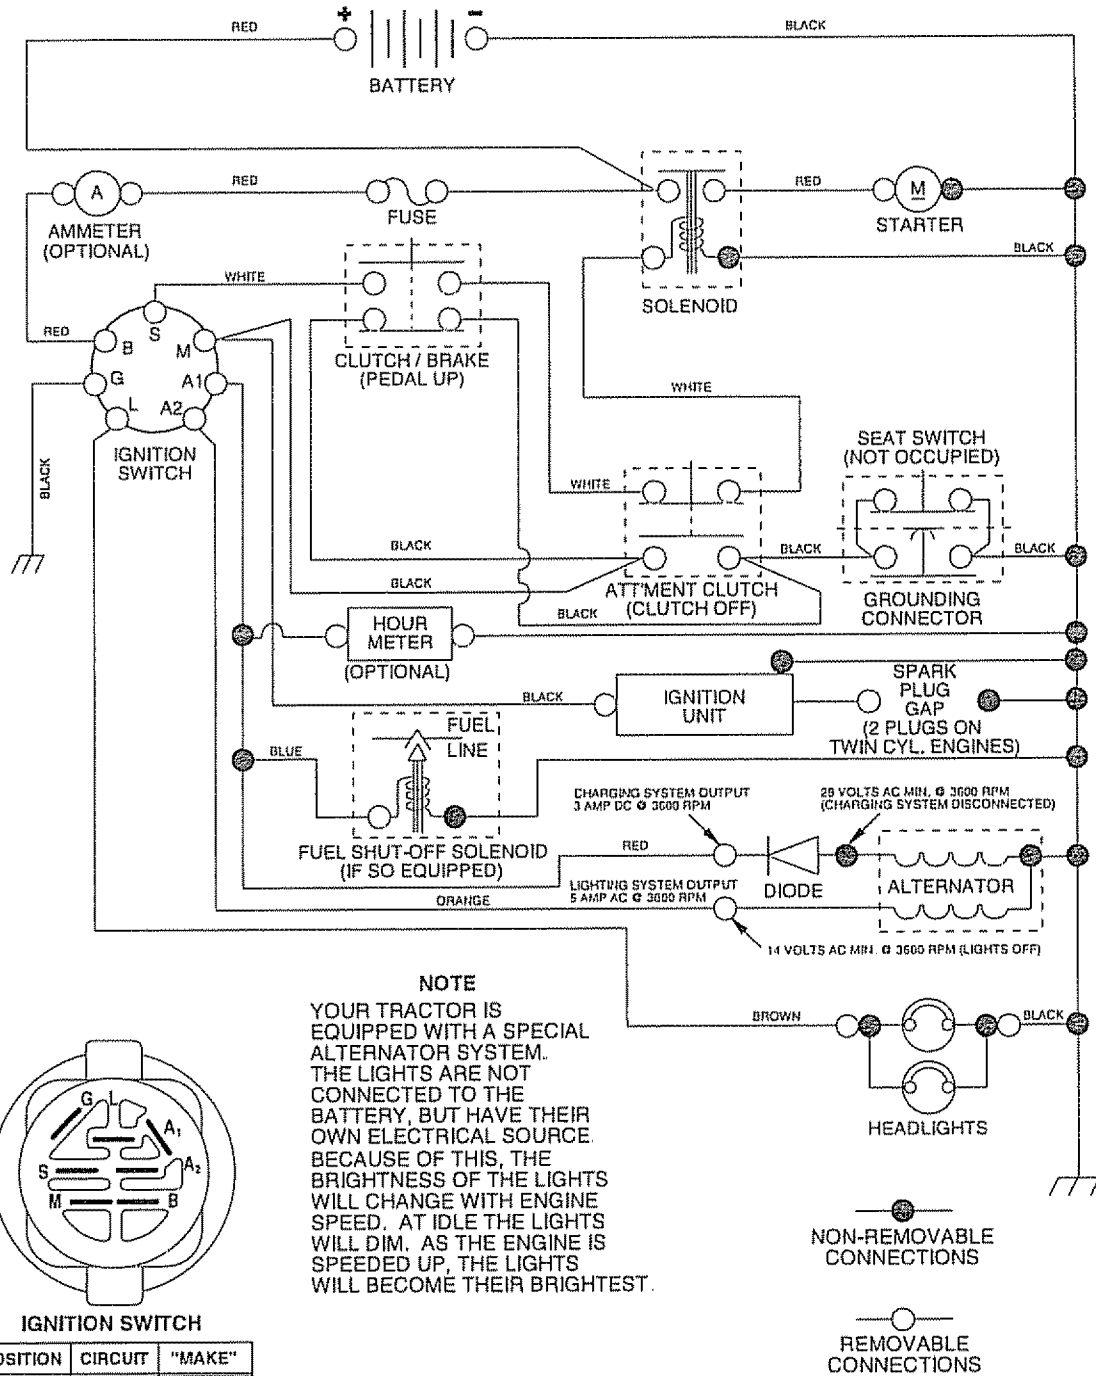 +
-
RED
BLACK
BATTERY
A
RED
FUSE
RED
M
STARTER
AMMETER
(OPTIONAL)
BLACK
SOLENOID
WHITE
S
RED
B
M
G
A1
L
A2
CLUTCH / BRAKE
(PEDAL UP)
IGNITION
SWITCH
BLACK
WHITE
SEAT SWITCH
(NOT OCCUPIED)
WHITE
BLACK
BLACK
BLACK
BLACK
ATT'MENT CLUTCH
(CLUTCH OFF)
BLACK
GROUNDING
CONNECTOR
HOUR
METER
(OPTIONAL)
BLACK
IGNITION
UNIT
SPARK
PLUG
GAP
(2 PLUGS ON
TWIN CYL. ENGINES)
FUEL
LINE
BLUE
FUEL SHUT-OFF SOLENOID
(IF SO EQUIPPED)
CHARGING SYSTEM OUTPUT
3 AMP DC @ 3600 RPM
28 VOLTS AC MIN. @ 3600 RPM
(CHARGING SYSTEM DISCONNECTED)
RED
DIODE
ALTERNATOR
LIGHTING SYSTEM OUTPUT
5 AMP AC @ 3600 RPM
ORANGE
14 VOLTS AC MIN. @ 3600 RPM (LIGHTS OFF)
BROWN
BLACK
HEADLIGHTS
NOTE
YOUR TRACTOR IS
EQUIPPED WITH A SPECIAL
ALTERNATOR SYSTEM.
THE LIGHTS ARE NOT
CONNECTED TO THE
BATTERY, BUT HAVE THEIR
OWN ELECTRICAL SOURCE.
BECAUSE OF THIS, THE
BRIGHTNESS OF THE LIGHTS
WILL CHANGE WITH ENGINE
SPEED. AT IDLE THE LIGHTS
WILL DIM. AS THE ENGINE IS
SPEEDED UP, THE LIGHTS
WILL BECOME THEIR BRIGHTEST.
G L
A1
S
A2
M
B
IGNITION SWITCH
OSITION CIRCUIT "MAKE"
NON-REMOVABLE
CONNECTIONS
REMOVABLE
CONNECTIONS